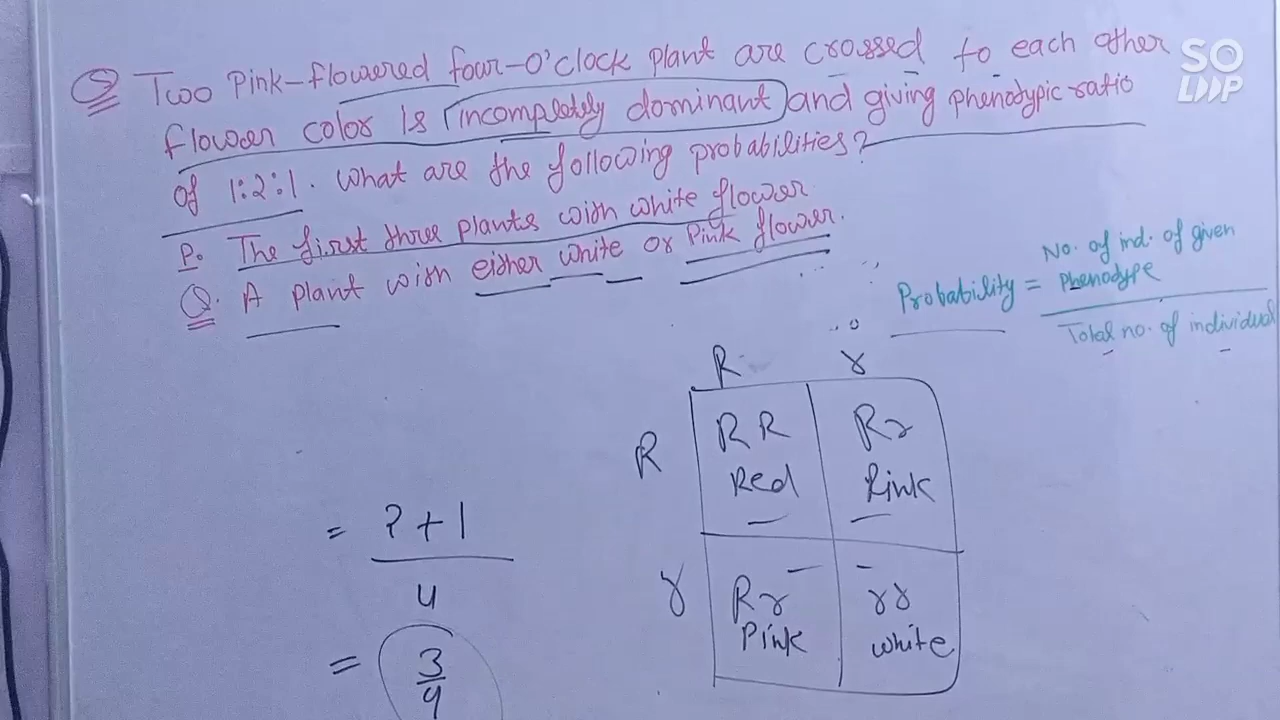 Q Two Pink-flowered four-o'clock plant are crossed to each other
flower color is incompletely dominant and giving phenotypic ratio
of 1:2:1. What are the following probabilities?
P. The first three plants with white flower
Q. A plant with either white or Pink flower.
Probability = No. of ind. of given
Phenodype
Total no. of individual
R r
R RR Rr
Red Pink
r Rr rr
Pink white
= 2+1
4
= 3
4
SO
LOOP